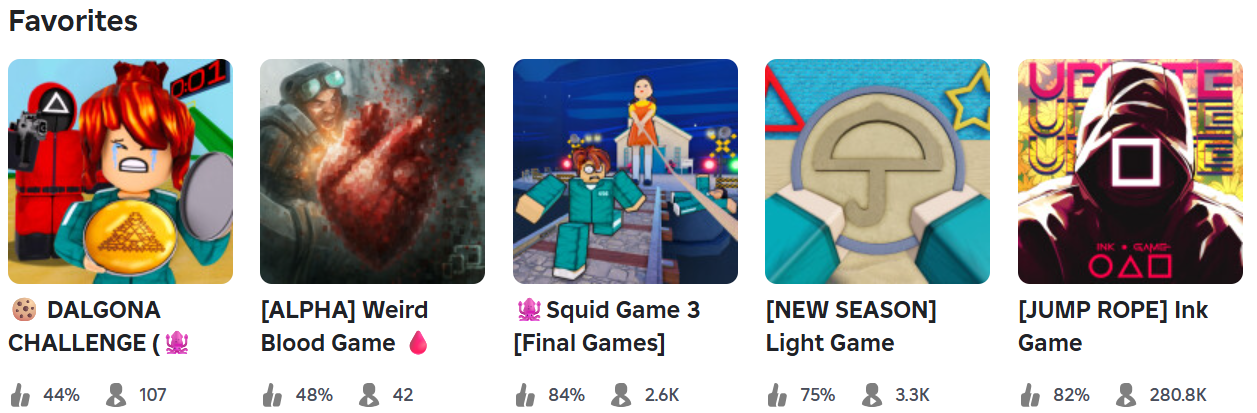 Favorites
0:01
UPDATE
INK GAME
🍪 DALGONA
CHALLENGE (🐙
[ALPHA] Weird
Blood Game 🩸
🐙Squid Game 3
[Final Games]
[NEW SEASON]
Light Game
[JUMP ROPE] Ink
Game
44% 107
48% 42
84% 2.6K
75% 3.3K
82% 280.8K